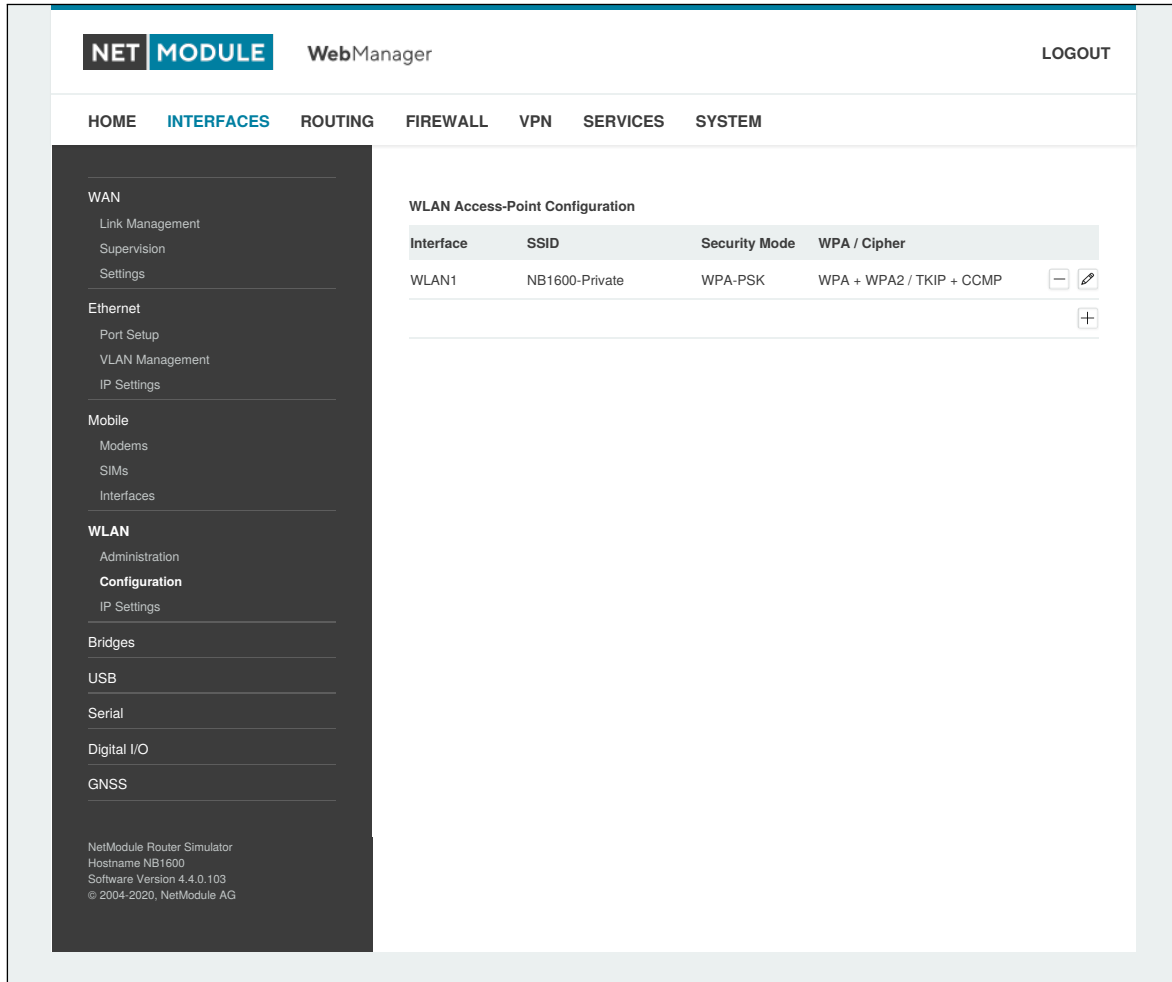 NET MODULE WebManager LOGOUT
HOME INTERFACES ROUTING FIREWALL VPN SERVICES SYSTEM
WAN
Link Management
Supervision
Settings
Ethernet
Port Setup
VLAN Management
IP Settings
Mobile
Modems
SIMs
Interfaces
WLAN
Administration
Configuration
IP Settings
Bridges
USB
Serial
Digital I/O
GNSS
NetModule Router Simulator
Hostname NB1600
Software Version 4.4.0.103
© 2004-2020, NetModule AG
WLAN Access-Point Configuration
Interface SSID Security Mode WPA / Cipher
WLAN1 NB1600-Private WPA-PSK WPA + WPA2 / TKIP + CCMP